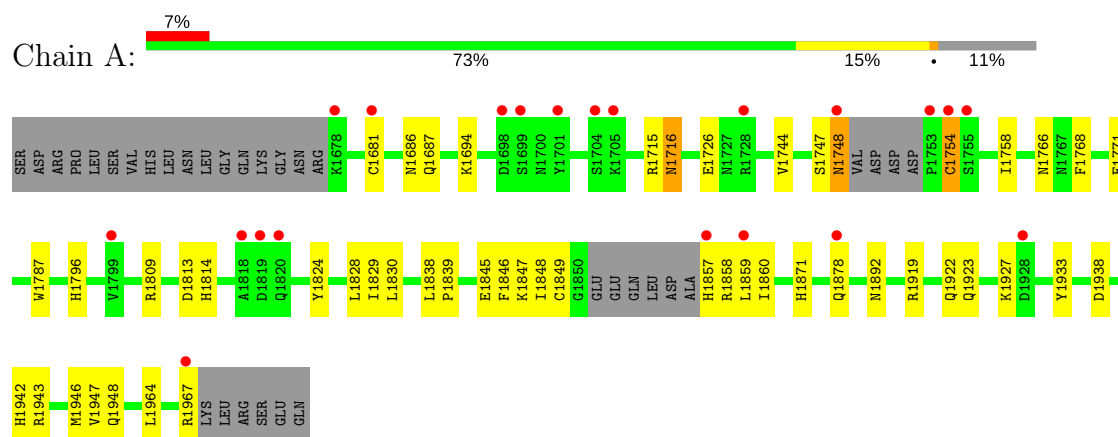 7%
Chain A:
73% 15% • 11%
SER ASP ARG PRO LEU SER VAL HIS LEU ASN LEU GLY GLN LYS GLY ASN ARG K1678 C1681 N1686 Q1687 K1694 D1698 S1699 N1700 Y1701 S1704 K1705 R1715 N1716 E1726 N1727 R1728 V1744 S1747 N1748 VAL ASP ASP ASP P1753 C1754 S1755 I1758 N1766 N1767 F1768
W1787 H1796 V1799 R1809 D1813 H1814 A1818 D1819 Q1820 Y1824 L1828 I1829 L1830 L1838 P1839 E1845 F1846 K1847 I1848 C1849 G1850 GLU GLU GLN LEU ASP ALA H1857 R1858 L1859 I1860 H1871 Q1878 N1892 R1919 Q1922 Q1923 K1927 D1928 Y1933 D1938
H1942 R1943 M1946 V1947 Q1948 L1964 R1967 LYS LEU ARG SER GLU GLN